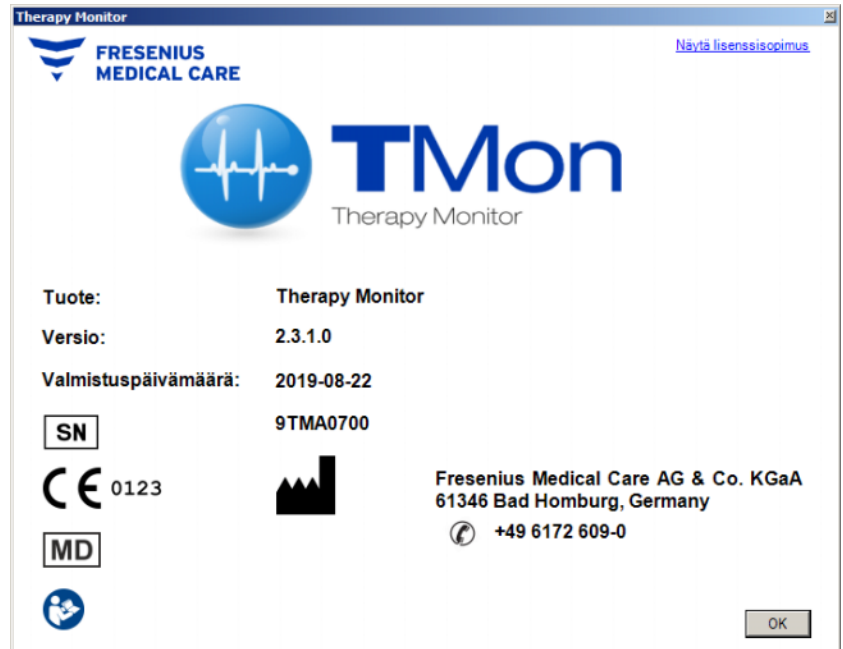 Therapy Monitor
FRESENIUS
MEDICAL CARE
Näytä lisenssisopimus
TMon
Therapy Monitor
Tuote: Therapy Monitor
Versio: 2.3.1.0
Valmistuspäivämäärä: 2019-08-22
SN 9TMA0700
CE 0123
Fresenius Medical Care AG & Co. KGaA
61346 Bad Homburg, Germany
+49 6172 609-0
MD
OK